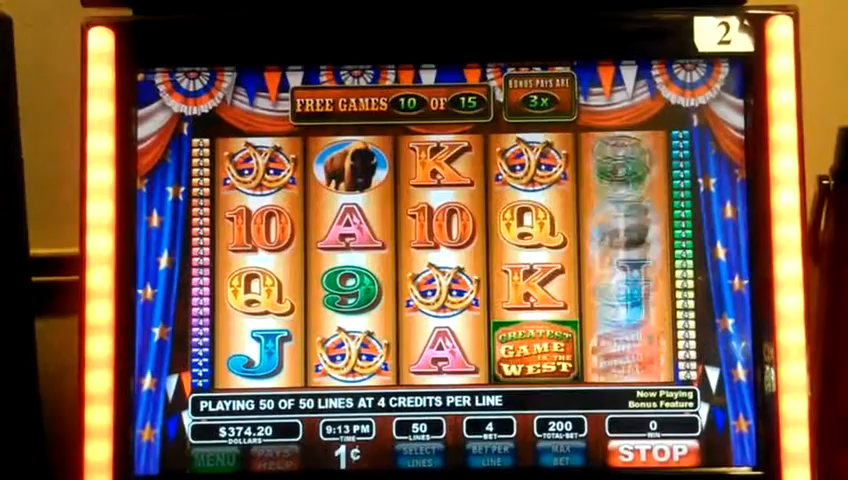 2
FREE GAMES 10 OF 15
BONUS PAYS ARE
3x
K
10 A 10 Q
Q 9 K
J A
GREATEST
GAME IN THE
WEST
PLAYING 50 OF 50 LINES AT 4 CREDITS PER LINE
Now Playing
Bonus Feature
$374.20 9:13 PM 50 4 200 0
DOLLARS TIME LINES BET TOTAL BET WIN
MENU PAYS HELP 1¢ SELECT LINES BET PER LINE MAX BET STOP